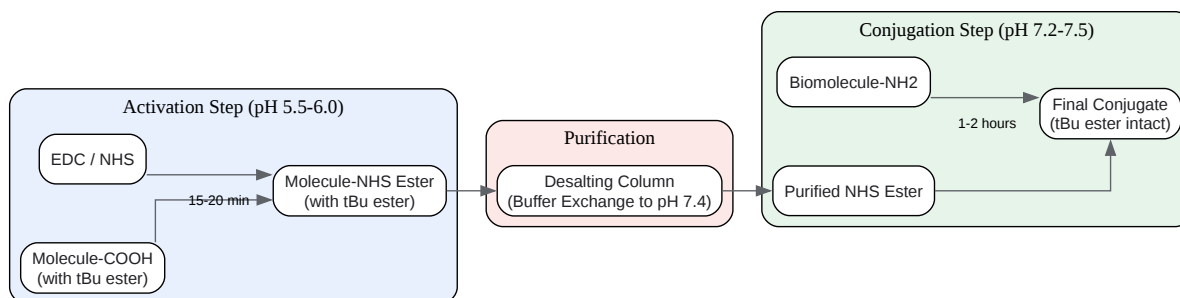 Activation Step (pH 5.5-6.0)
EDC / NHS
15-20 min
Molecule-COOH
(with tBu ester)
Molecule-NHS Ester
(with tBu ester)
Purification
Desalting Column
(Buffer Exchange to pH 7.4)
Conjugation Step (pH 7.2-7.5)
Biomolecule-NH2
1-2 hours
Purified NHS Ester
Final Conjugate
(tBu ester intact)